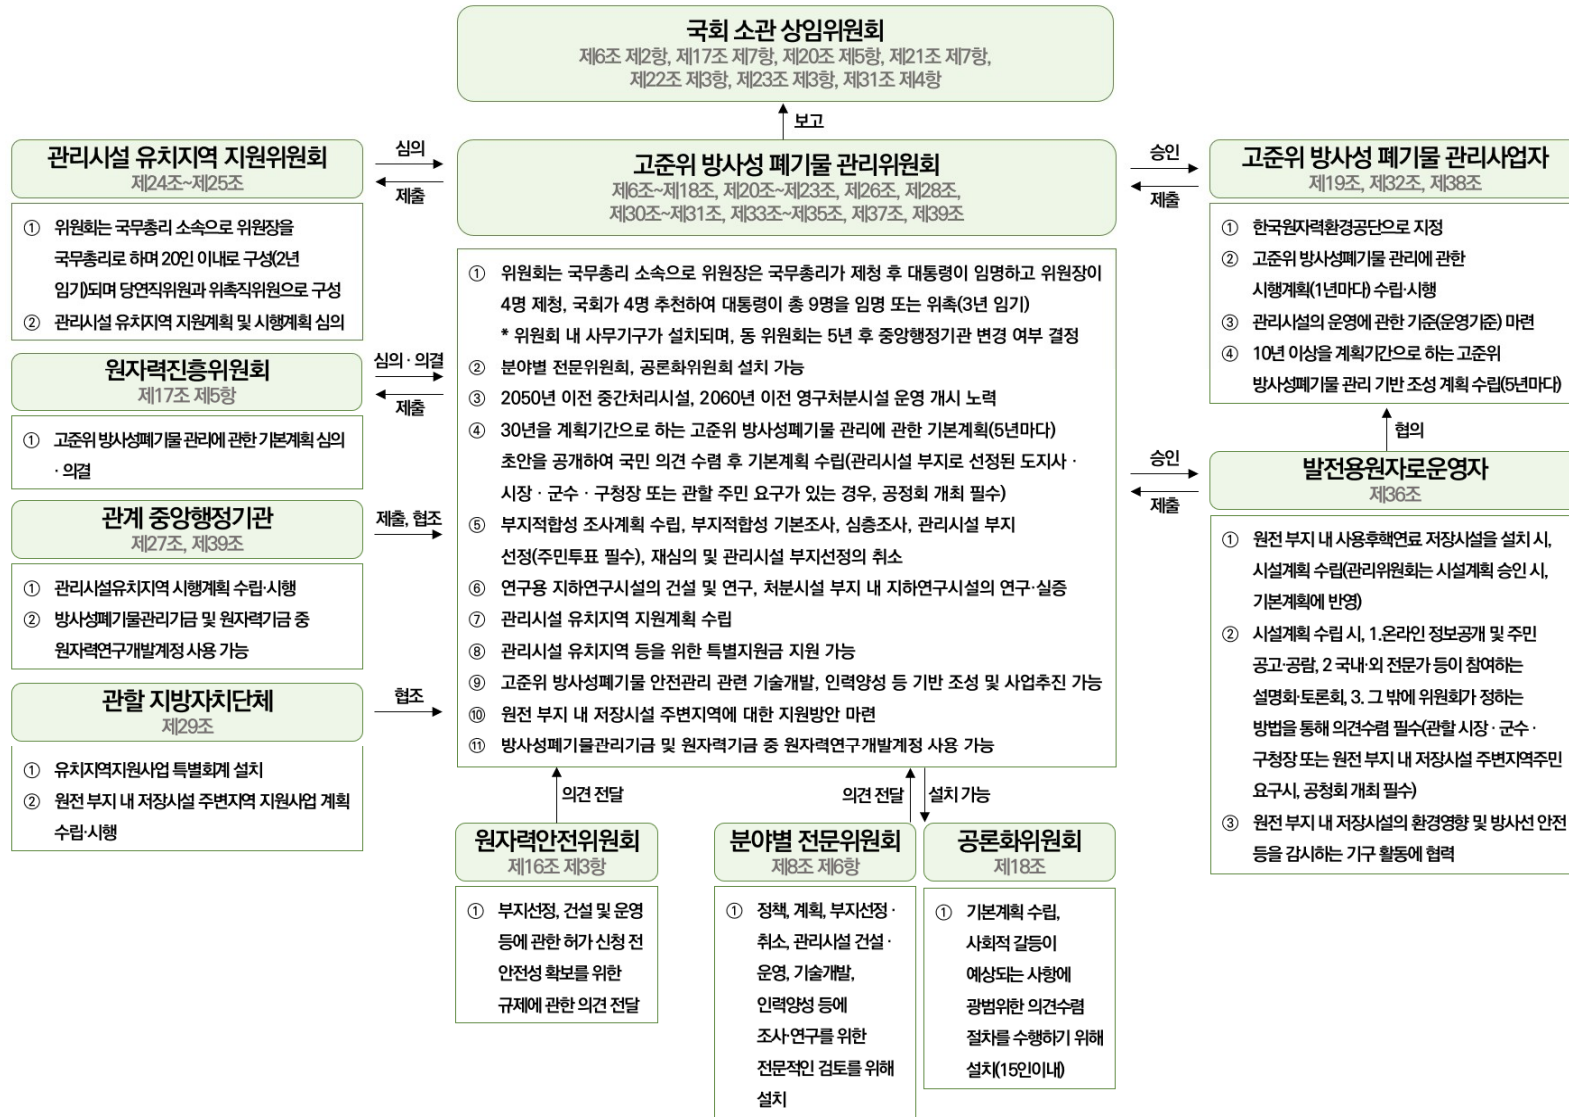 국회 소관 상임위원회
제6조 제2항, 제17조 제7항, 제20조 제5항, 제21조 제7항,
제22조 제3항, 제23조 제3항, 제31조 제4항
보고
관리시설 유치지역 지원위원회
제24조~제25조
심의
제출
① 위원회는 국무총리 소속으로 위원장을
국무총리로 하며 20인 이내로 구성(2년
임기)되며 당연직위원과 위촉직위원으로 구성
② 관리시설 유치지역 지원계획 및 시행계획 심의
원자력진흥위원회
제17조 제5항
심의 · 의결
제출
① 고준위 방사성폐기물 관리에 관한 기본계획 심의
· 의결
관계 중앙행정기관
제27조, 제39조
제출, 협조
① 관리시설유치지역 시행계획 수립·시행
② 방사성폐기물관리기금 및 원자력기금 중
원자력연구개발계정 사용 가능
관할 지방자치단체
제29조
협조
① 유치지역지원사업 특별회계 설치
② 원전 부지 내 저장시설 주변지역 지원사업 계획
수립·시행
고준위 방사성 폐기물 관리위원회
제6조~제18조, 제20조~제23조, 제26조, 제28조,
제30조~제31조, 제33조~제35조, 제37조, 제39조
① 위원회는 국무총리 소속으로 위원장은 국무총리가 제청 후 대통령이 임명하고 위원장이
4명 제청, 국회가 4명 추천하여 대통령이 총 9명을 임명 또는 위촉(3년 임기)
* 위원회 내 사무기구가 설치되며, 동 위원회는 5년 후 중앙행정기관 변경 여부 결정
② 분야별 전문위원회, 공론화위원회 설치 가능
③ 2050년 이전 중간처리시설, 2060년 이전 영구처분시설 운영 개시 노력
④ 30년을 계획기간으로 하는 고준위 방사성폐기물 관리에 관한 기본계획(5년마다)
초안을 공개하여 국민 의견 수렴 후 기본계획 수립(관리시설 부지로 선정된 도지사 ·
시장 · 군수 · 구청장 또는 관할 주민 요구가 있는 경우, 공정회 개최 필수)
⑤ 부지적합성 조사계획 수립, 부지적합성 기본조사, 심층조사, 관리시설 부지
선정(주민투표 필수), 재심의 및 관리시설 부지선정의 취소
⑥ 연구용 지하연구시설의 건설 및 연구, 처분시설 부지 내 지하연구시설의 연구·실증
⑦ 관리시설 유치지역 지원계획 수립
⑧ 관리시설 유치지역 등을 위한 특별지원금 지원 가능
⑨ 고준위 방사성폐기물 안전관리 관련 기술개발, 인력양성 등 기반 조성 및 사업추진 가능
⑩ 원전 부지 내 저장시설 주변지역에 대한 지원방안 마련
⑪ 방사성폐기물관리기금 및 원자력기금 중 원자력연구개발계정 사용 가능
승인
제출
고준위 방사성 폐기물 관리사업자
제19조, 제32조, 제38조
① 한국원자력환경공단으로 지정
② 고준위 방사성폐기물 관리에 관한
시행계획(1년마다) 수립·시행
③ 관리시설의 운영에 관한 기준(운영기준) 마련
④ 10년 이상을 계획기간으로 하는 고준위
방사성폐기물 관리 기반 조성 계획 수립(5년마다)
협의
승인
제출
발전용원자로운영자
제36조
① 원전 부지 내 사용후핵연료 저장시설을 설치 시,
시설계획 수립(관리위원회는 시설계획 승인 시,
기본계획에 반영)
② 시설계획 수립 시, 1.온라인 정보공개 및 주민
공고·공람, 2 국내·외 전문가 등이 참여하는
설명회·토론회, 3. 그 밖에 위원회가 정하는
방법을 통해 의견수렴 필수(관할 시장 · 군수 ·
구청장 또는 원전 부지 내 저장시설 주변지역주민
요구시, 공청회 개최 필수)
③ 원전 부지 내 저장시설의 환경영향 및 방사선 안전
등을 감시하는 기구 활동에 협력
의견 전달
의견 전달
설치 가능
원자력안전위원회
제16조 제3항
① 부지선정, 건설 및 운영
등에 관한 허가 신청 전
안전성 확보를 위한
규제에 관한 의견 전달
분야별 전문위원회
제8조 제6항
① 정책, 계획, 부지선정 ·
취소, 관리시설 건설 ·
운영, 기술개발,
인력양성 등에
조사·연구를 위한
전문적인 검토를 위해
설치
공론화위원회
제18조
① 기본계획 수립,
사회적 갈등이
예상되는 사항에
광범위한 의견수렴
절차를 수행하기 위해
설치(15인이내)